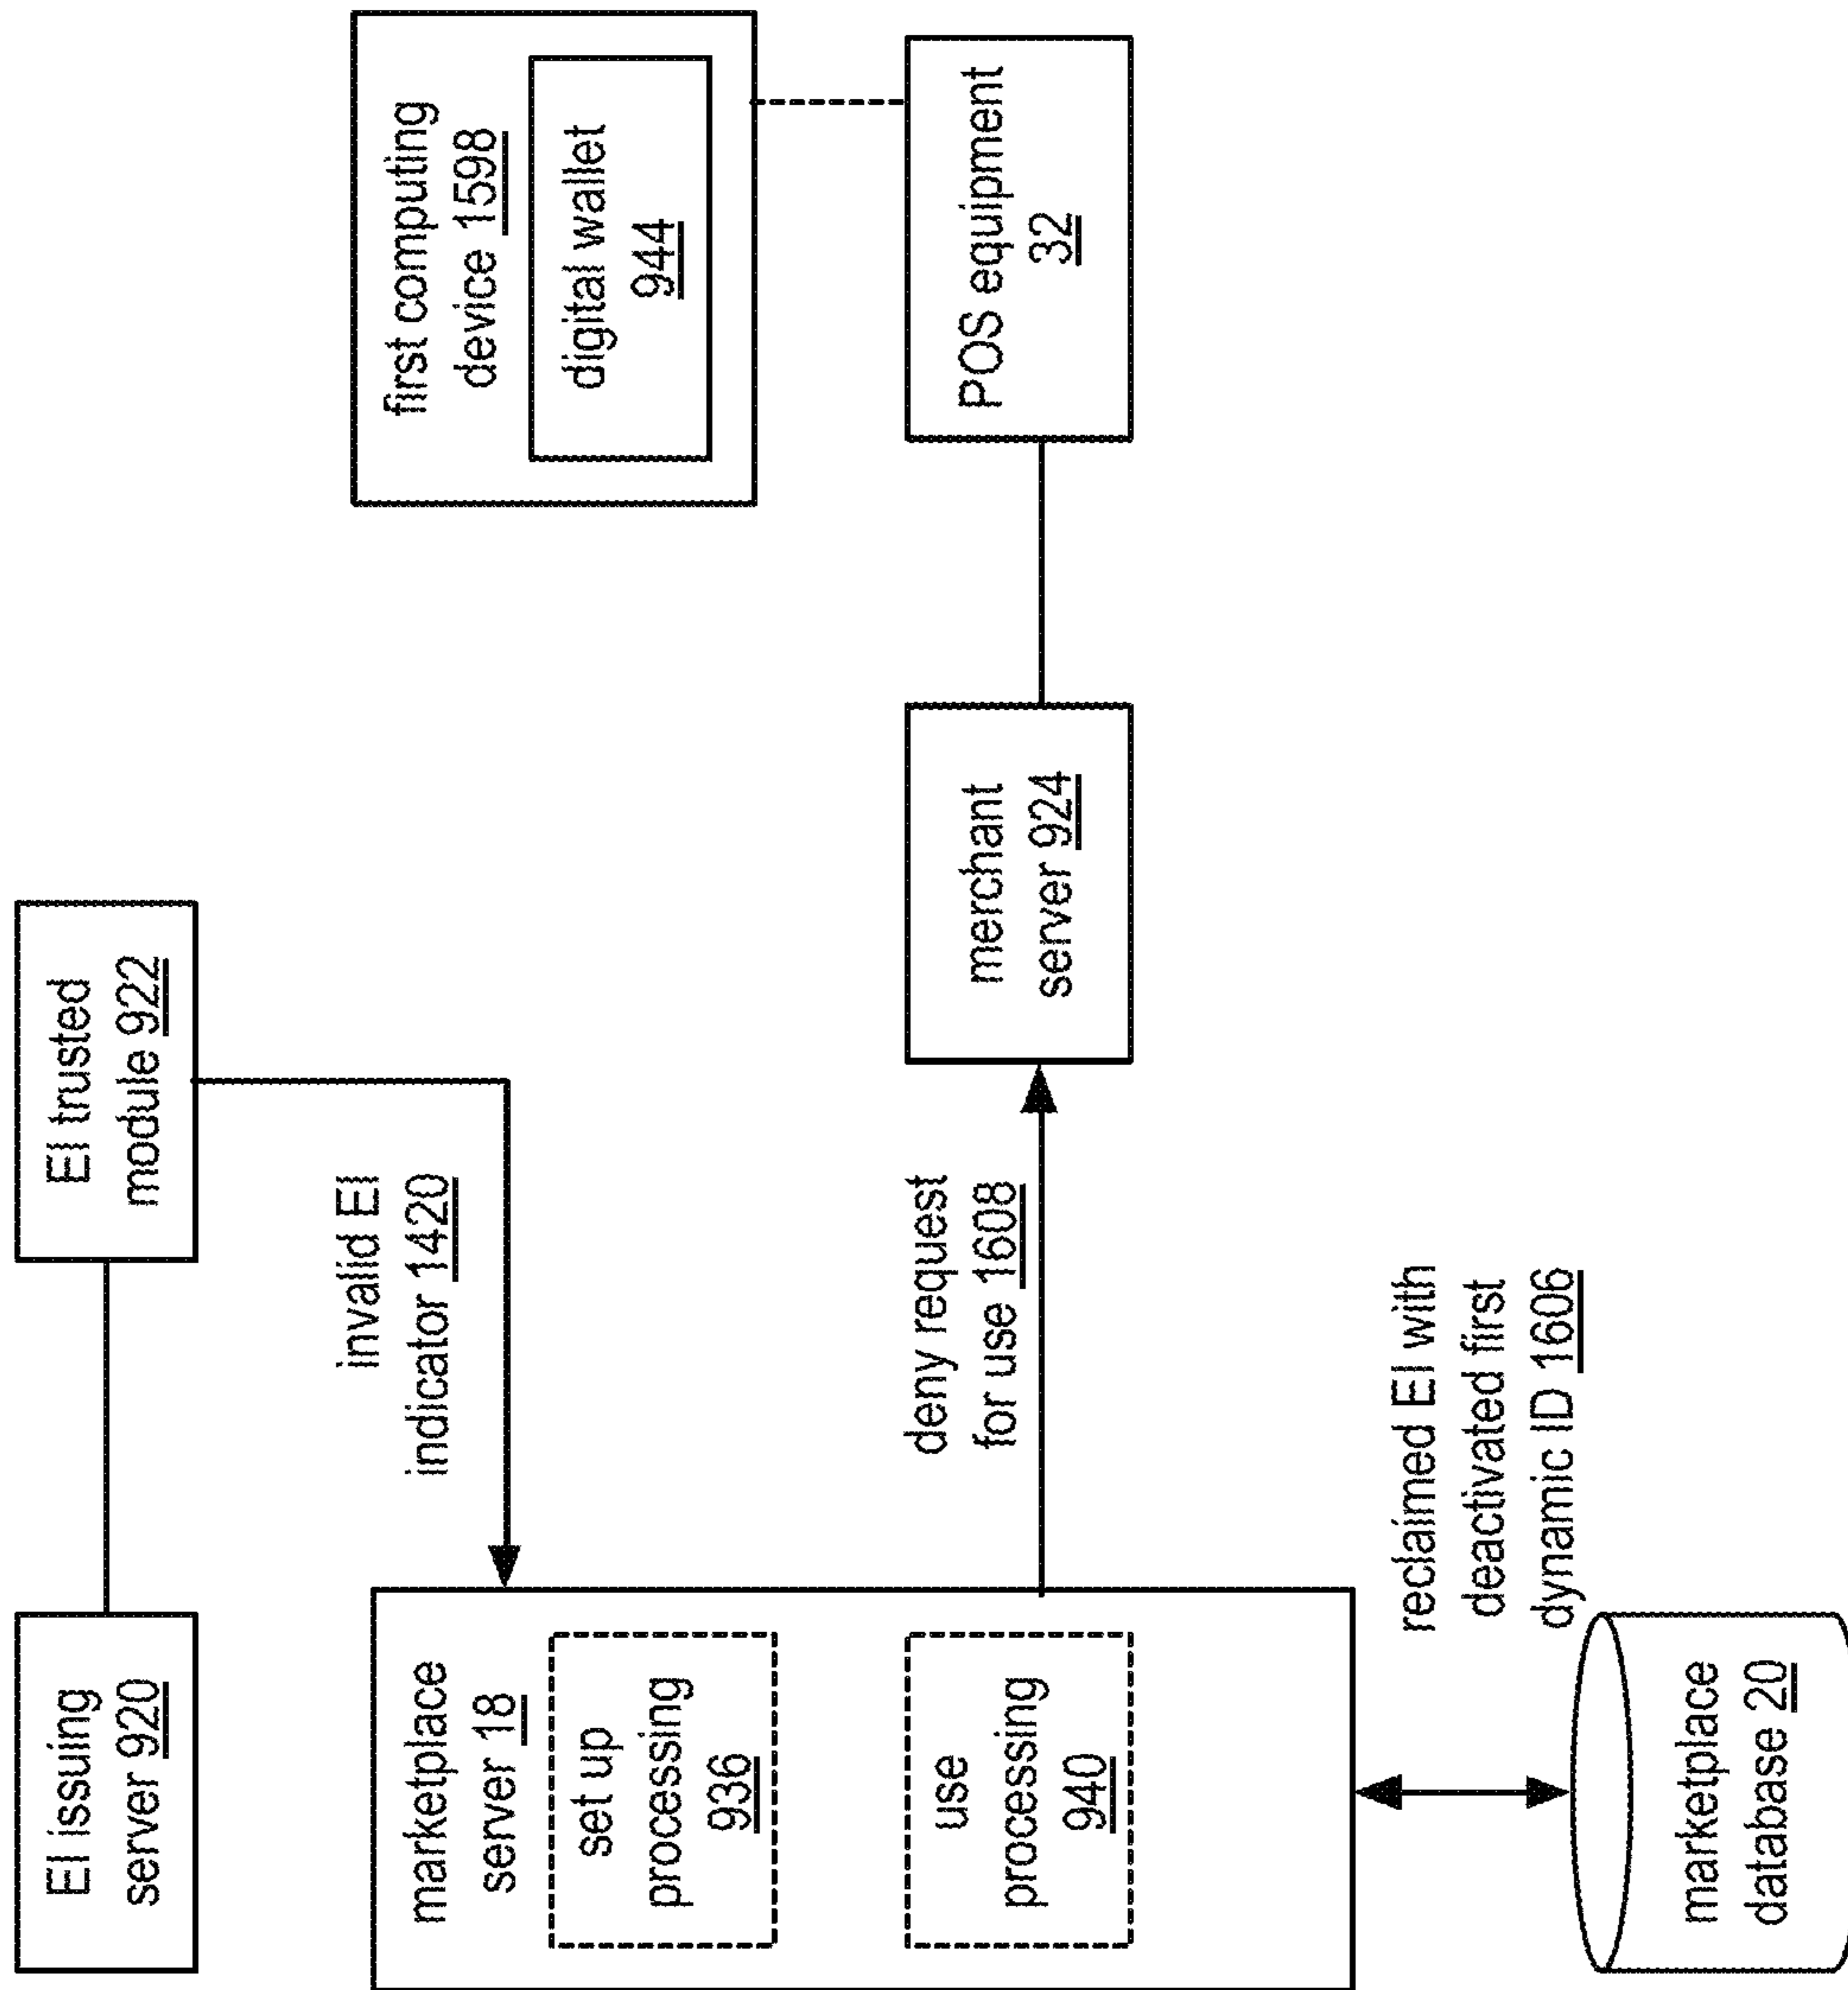 EI issuing
server 920
EI trusted
module 922
invalid EI
indicator 1420
marketplace
server 18
set up
processing
936
use
processing
940
deny request
for use 1608
merchant
server 924
first computing
device 1598
digital wallet
944
POS equipment
32
reclaimed EI with
deactivated first
dynamic ID 1606
marketplace
database 20